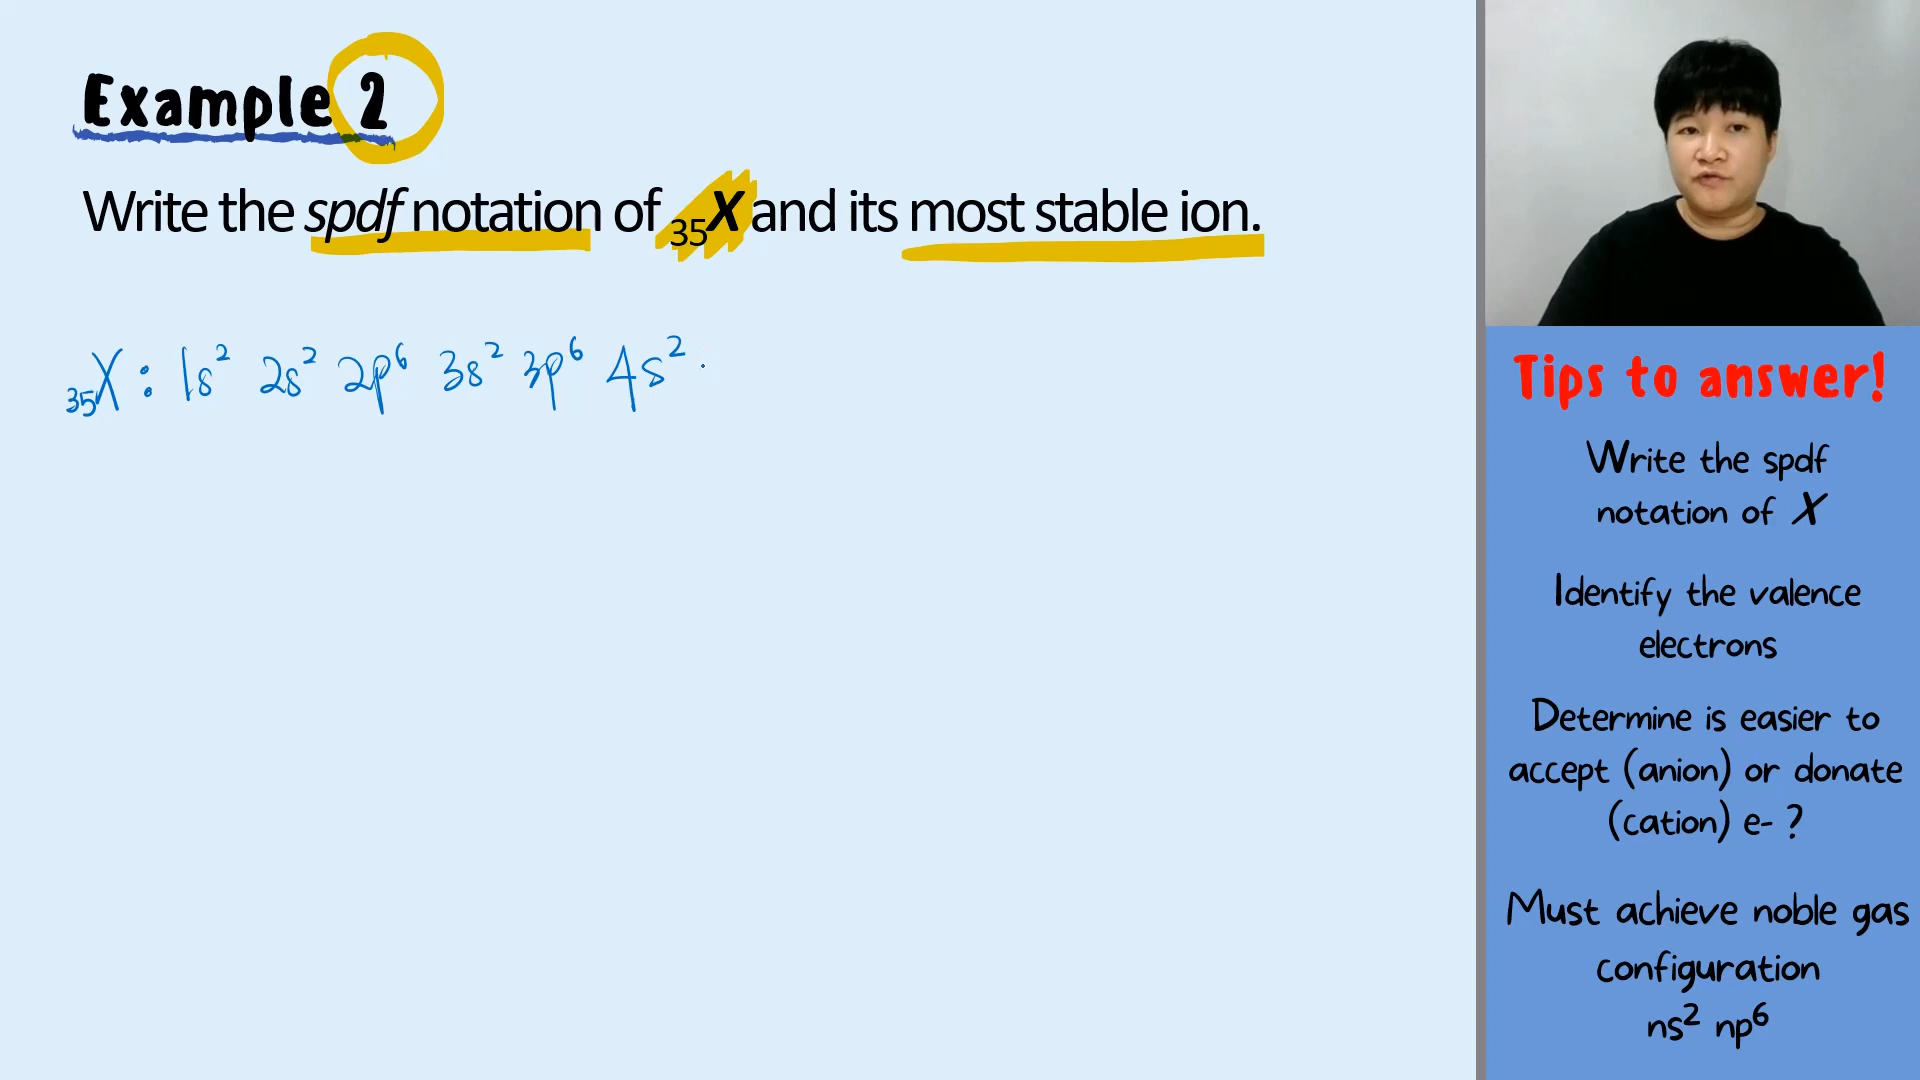 Example 2
Write the spdf notation of ₃₅X and its most stable ion.
₃₅X : 1s² 2s² 2p⁶ 3s² 3p⁶ 4s²
Tips to answer!
Write the spdf
notation of X
Identify the valence
electrons
Determine is easier to
accept (anion) or donate
(cation) e- ?
Must achieve noble gas
configuration
ns² np⁶